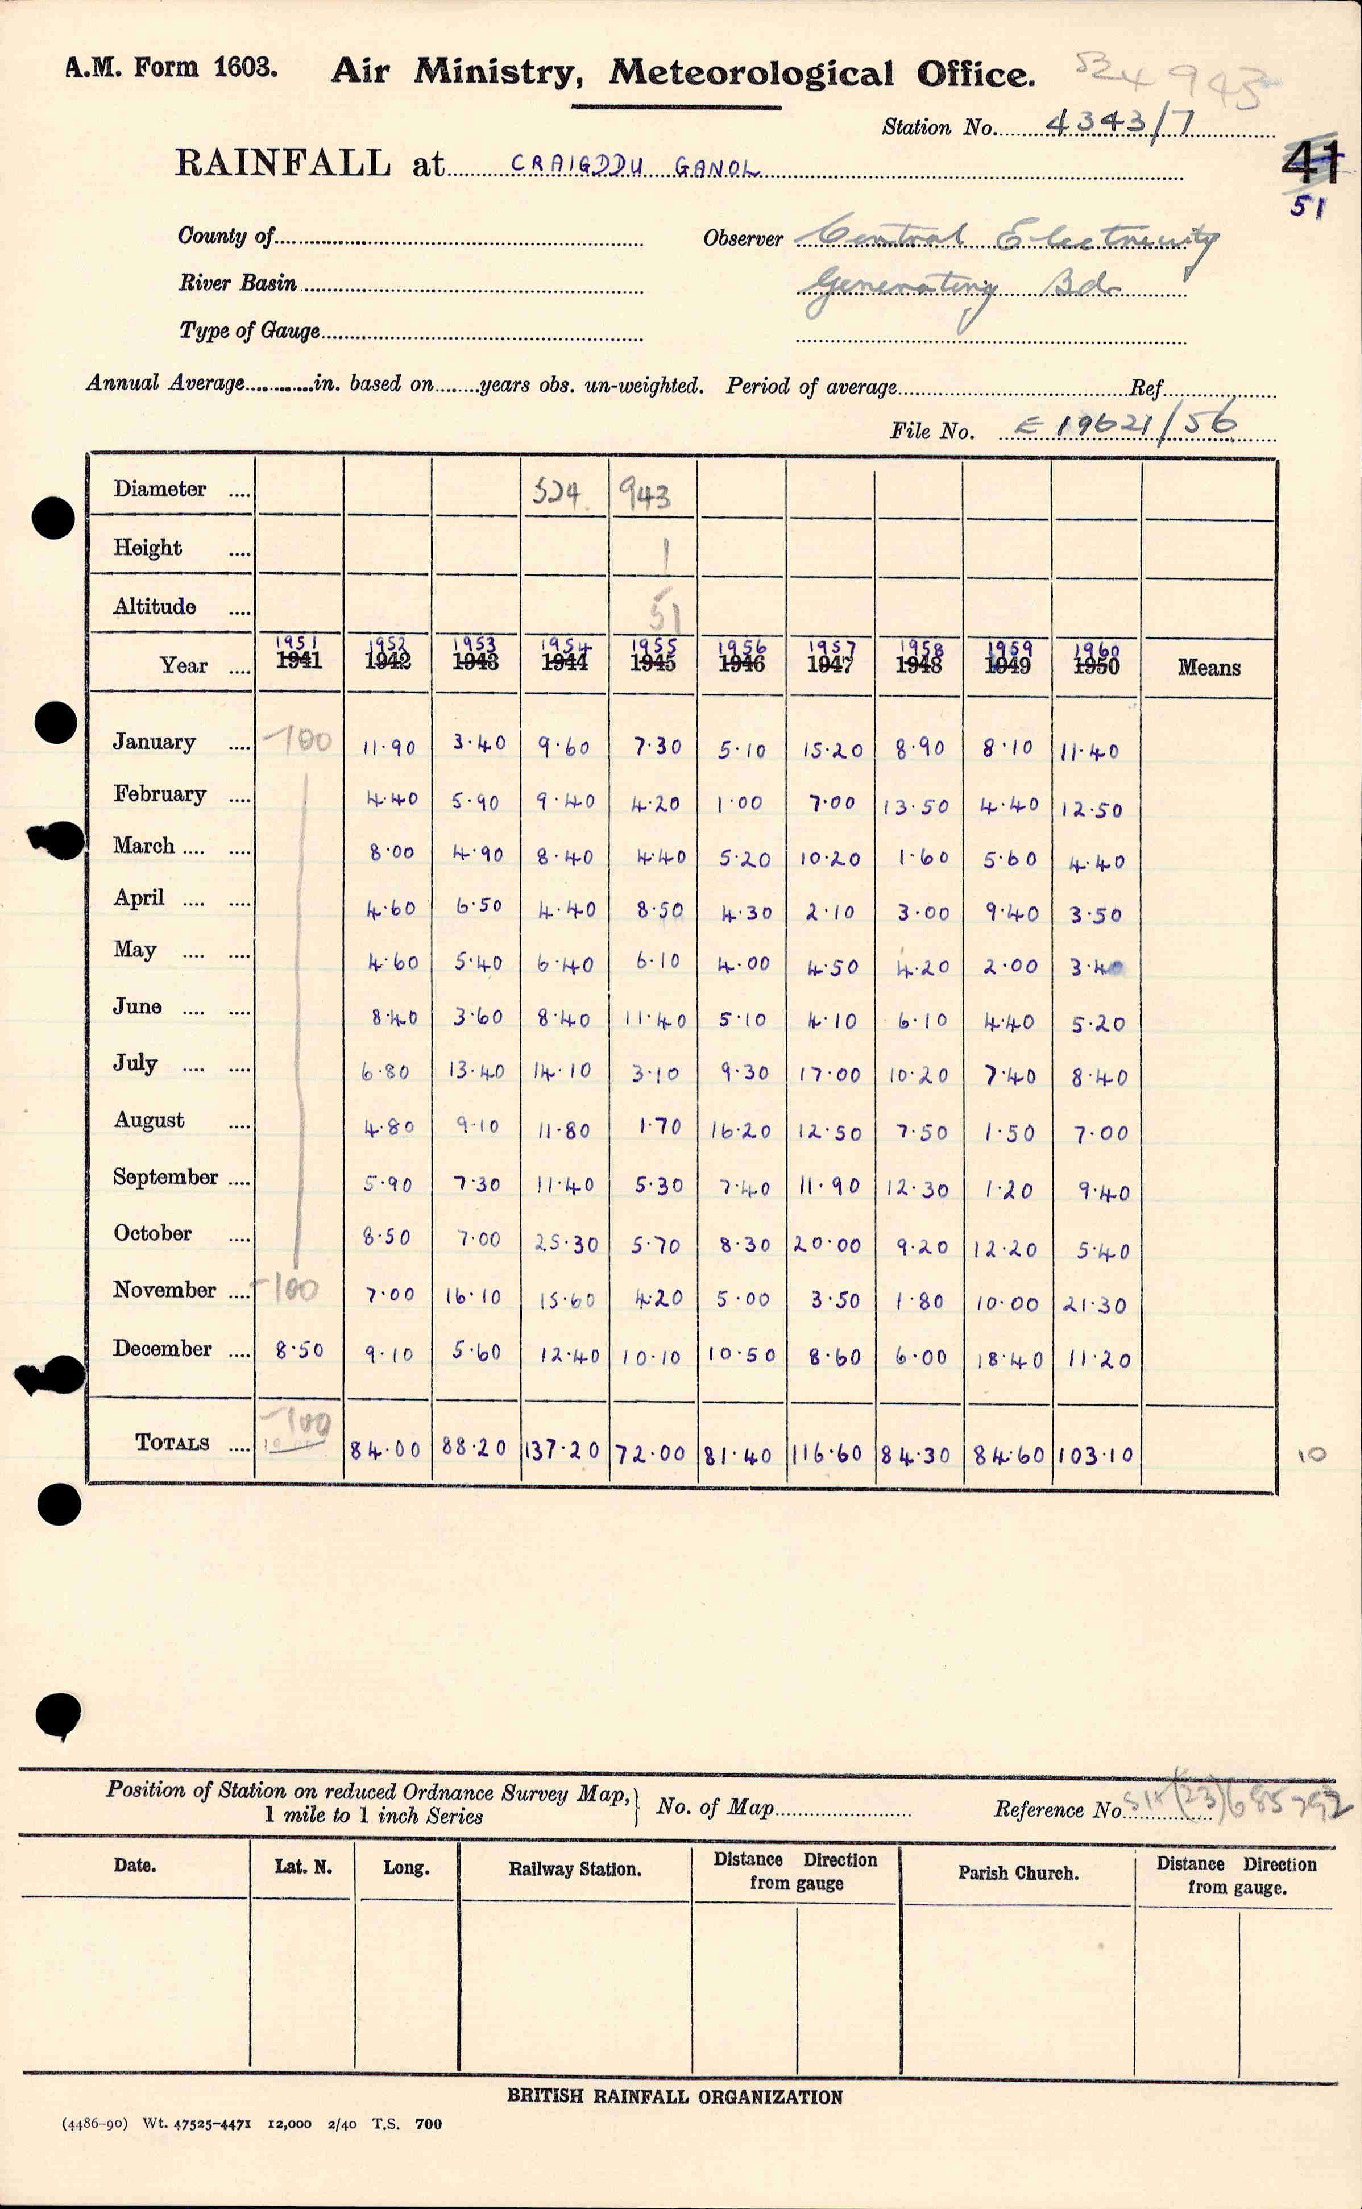 A.M. Form 1603. Air Ministry, Meteorological Office. 524943
Station No. 4343/7
RAINFALL at CRAIGDDU GANOL
41
51
County of Observer Central Electricity
River Basin Generating Bd.
Type of Gauge
Annual Average in. based on years obs. un-weighted. Period of average Ref
File No. E 19621/56
Diameter 524 943
Height 1
Altitude 51
1951 1952 1953 1954 1955 1956 1957 1958 1959 1960
Year 1941 1942 1943 1944 1945 1946 1947 1948 1949 1950 Means
January -100 11.90 3.40 9.60 7.30 5.10 15.20 8.90 8.10 11.40
February 4.40 5.90 9.40 4.20 1.00 7.00 13.50 4.40 12.50
March 8.00 4.90 8.40 4.40 5.20 10.20 1.60 5.60 4.40
April 4.60 6.50 4.40 8.50 4.30 2.10 3.00 9.40 3.50
May 4.60 5.40 6.40 6.10 4.00 4.50 4.20 2.00 3.40
June 8.40 3.60 8.40 11.40 5.10 4.10 6.10 4.40 5.20
July 6.80 13.40 14.10 3.10 9.30 17.00 10.20 7.40 8.40
August 4.80 9.10 11.80 1.70 16.20 12.50 7.50 1.50 7.00
September 5.90 7.30 11.40 5.30 7.40 11.90 12.30 1.20 9.40
October 8.50 7.00 25.30 5.70 8.30 20.00 9.20 12.20 5.40
November -100 7.00 16.10 15.60 4.20 5.00 3.50 1.80 10.00 21.30
December 8.50 9.10 5.60 12.40 10.10 10.50 8.60 6.00 18.40 11.20
TOTALS -100 84.00 88.20 137.20 72.00 81.40 116.60 84.30 84.60 103.10 10
Position of Station on reduced Ordnance Survey Map, 1 mile to 1 inch Series } No. of Map Reference No. (23)685
Date. Lat. N. Long. Railway Station. Distance from gauge Direction Parish Church. Distance from gauge. Direction
BRITISH RAINFALL ORGANIZATION
(4486-90) Wt. 47525-4471 12,000 2/40 T.S. 700